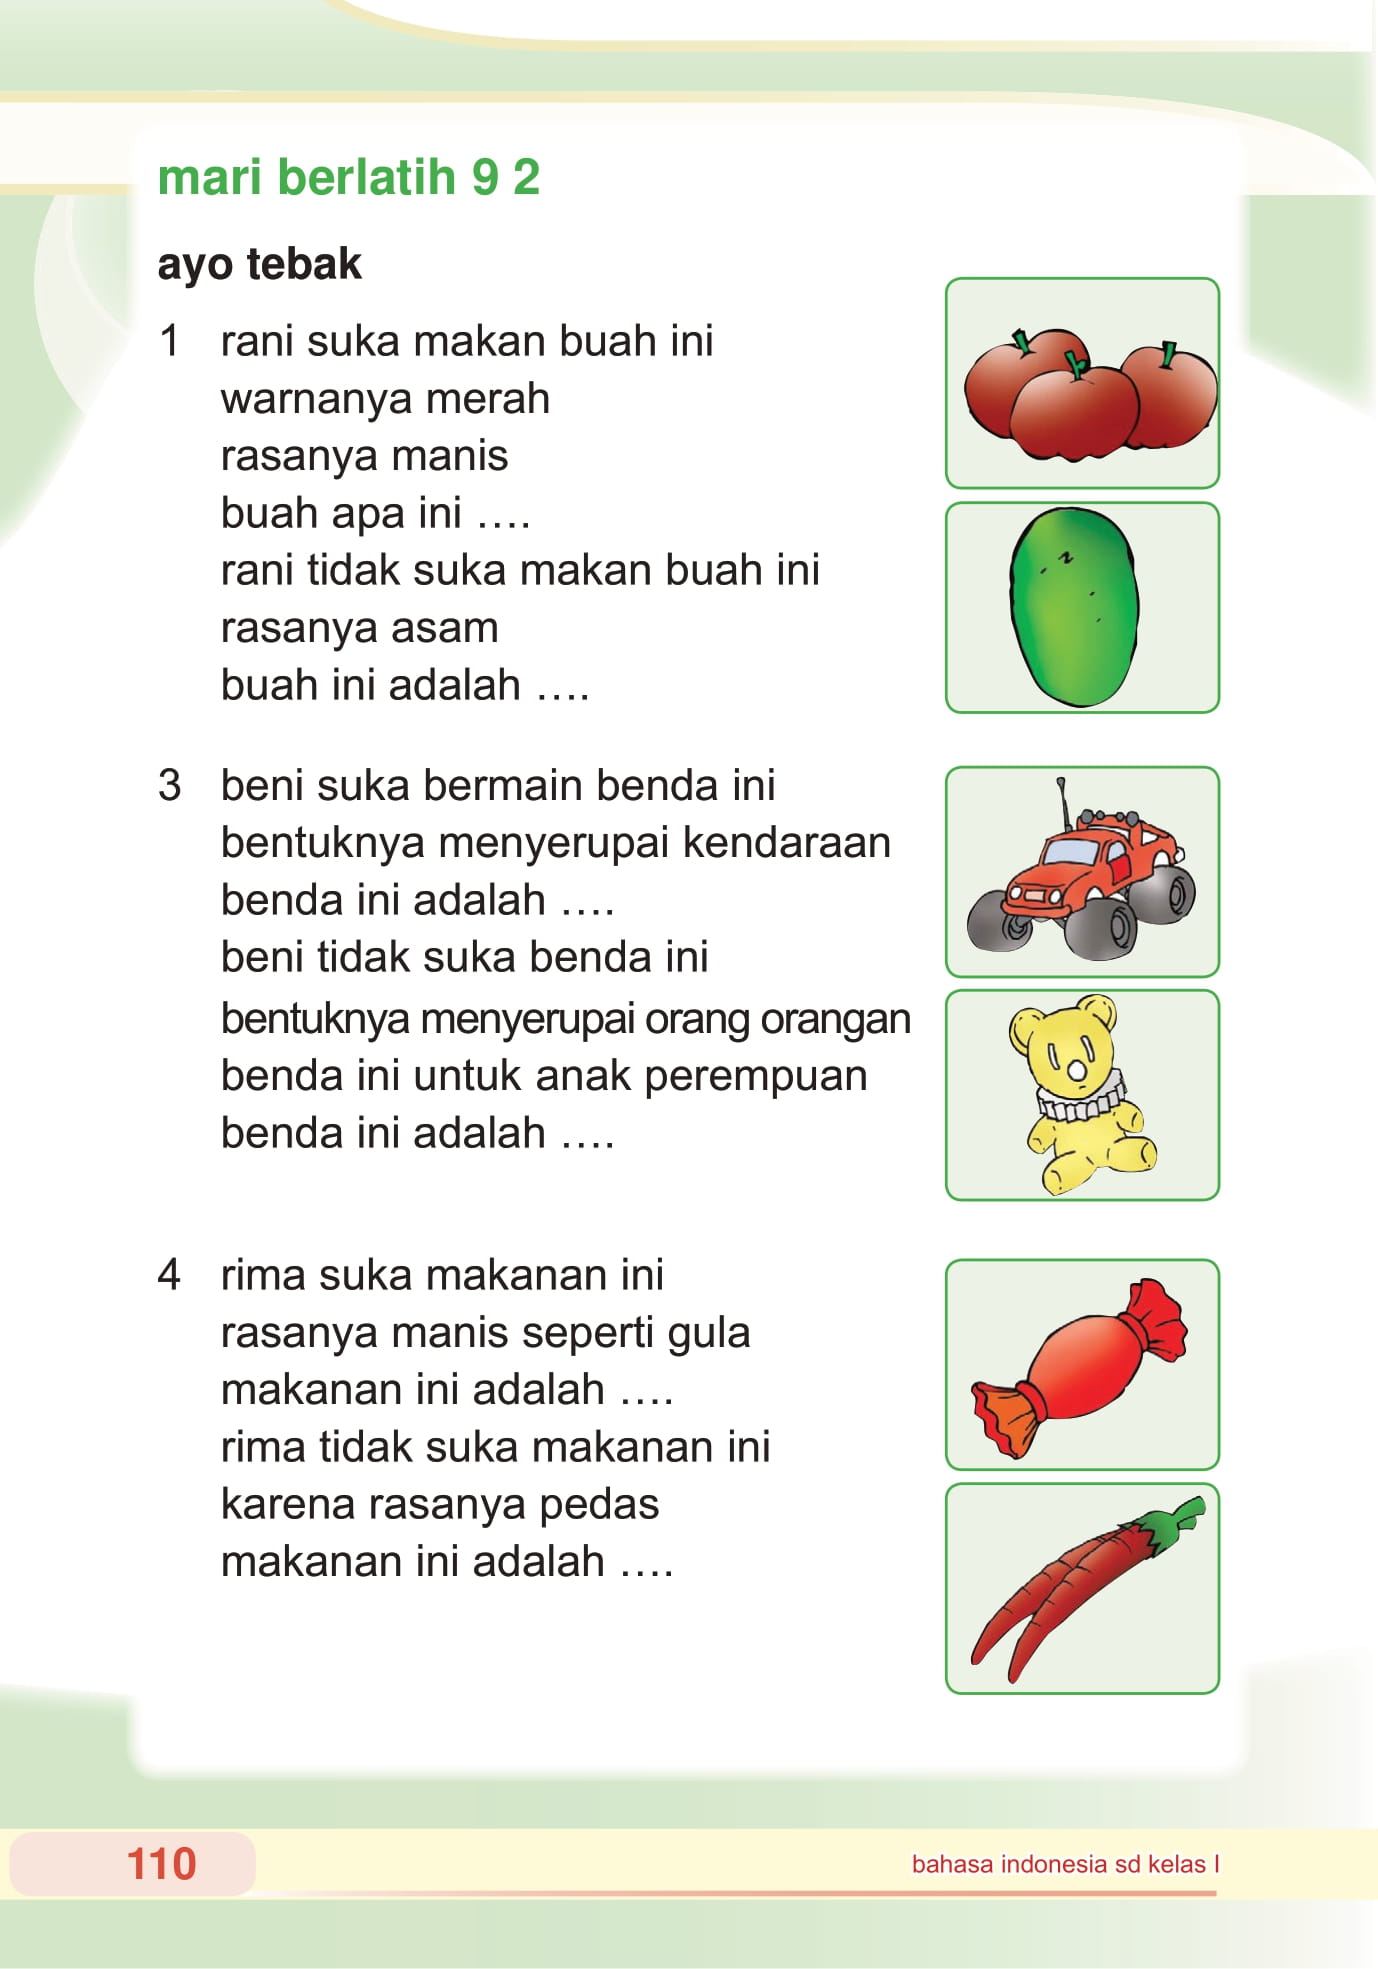 mari berlatih 9 2
ayo tebak
1 rani suka makan buah ini
warnanya merah
rasanya manis
buah apa ini ....
rani tidak suka makan buah ini
rasanya asam
buah ini adalah ....
3 beni suka bermain benda ini
bentuknya menyerupai kendaraan
benda ini adalah ....
beni tidak suka benda ini
bentuknya menyerupai orang orangan
benda ini untuk anak perempuan
benda ini adalah ....
4 rima suka makanan ini
rasanya manis seperti gula
makanan ini adalah ....
rima tidak suka makanan ini
karena rasanya pedas
makanan ini adalah ....
110
bahasa indonesia sd kelas I